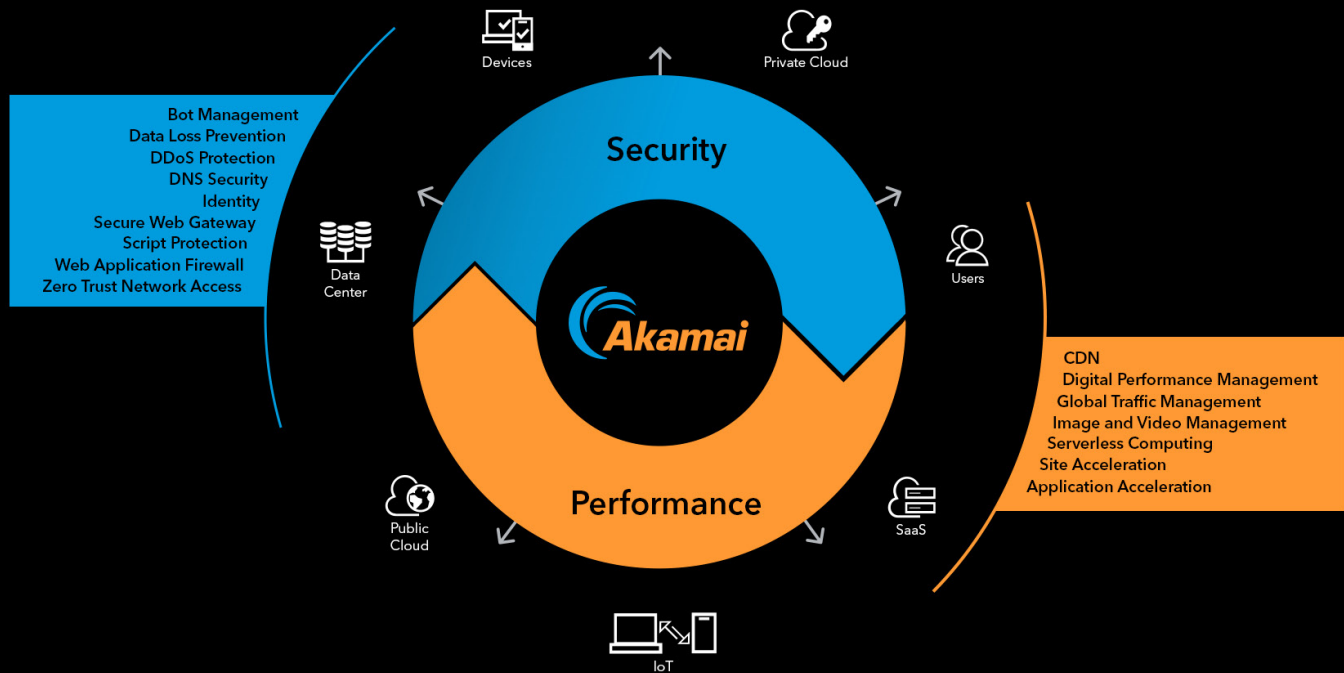 Devices
Private Cloud
Bot Management
Data Loss Prevention
DDoS Protection
DNS Security
Identity
Secure Web Gateway
Script Protection
Web Application Firewall
Zero Trust Network Access
Security
Data
Center
Users
Akamai
CDN
Digital Performance Management
Global Traffic Management
Image and Video Management
Serverless Computing
Site Acceleration
Application Acceleration
Performance
Public
Cloud
SaaS
IoT